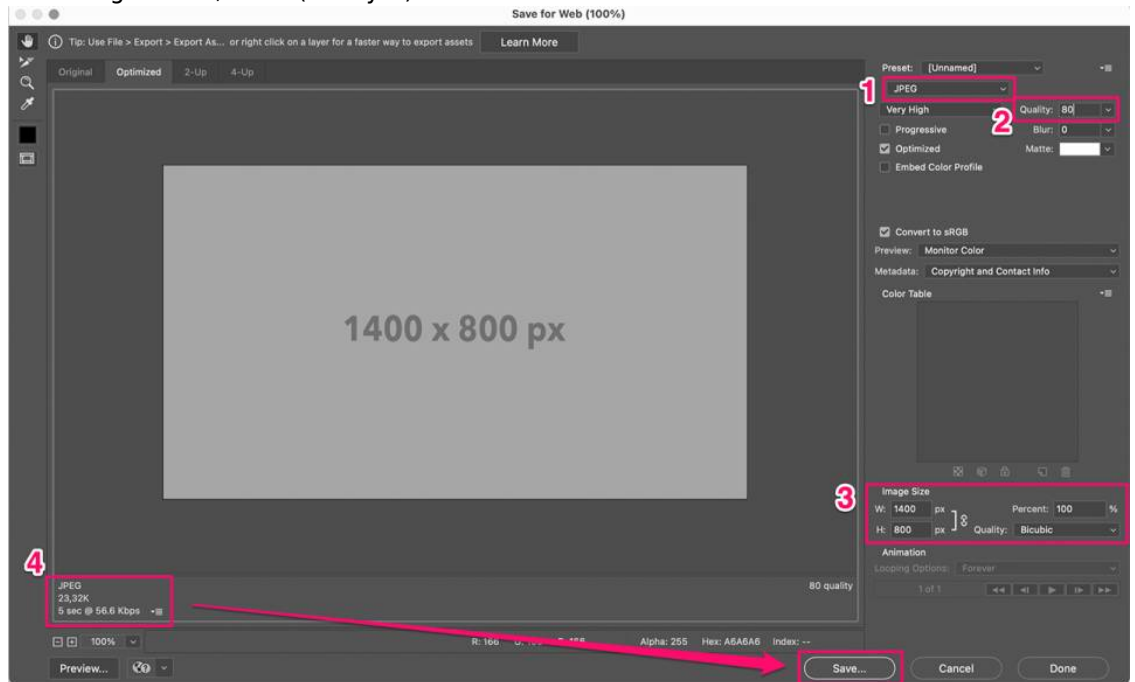 Save for Web (100%)
Tip: Use File > Export > Export As... or right click on a layer for a faster way to export assets Learn More
Original Optimized 2-Up 4-Up
1400 x 800 px
4
JPEG
23,32K
5 sec @ 56.6 Kbps
80 quality
100%
Alpha: 255 Hex: A6A6A6 Index: --
Preview...
Preset: [Unnamed]
1
JPEG
Very High
2
Quality: 80
Progressive Blur: 0
Optimized Matte:
Embed Color Profile
Convert to sRGB
Preview: Monitor Color
Metadata: Copyright and Contact Info
Color Table
3
Image Size
W: 1400 px Percent: 100 %
H: 800 px Quality: Bicubic
Animation
Looping Options: Forever
1 of 1
Save... Cancel Done